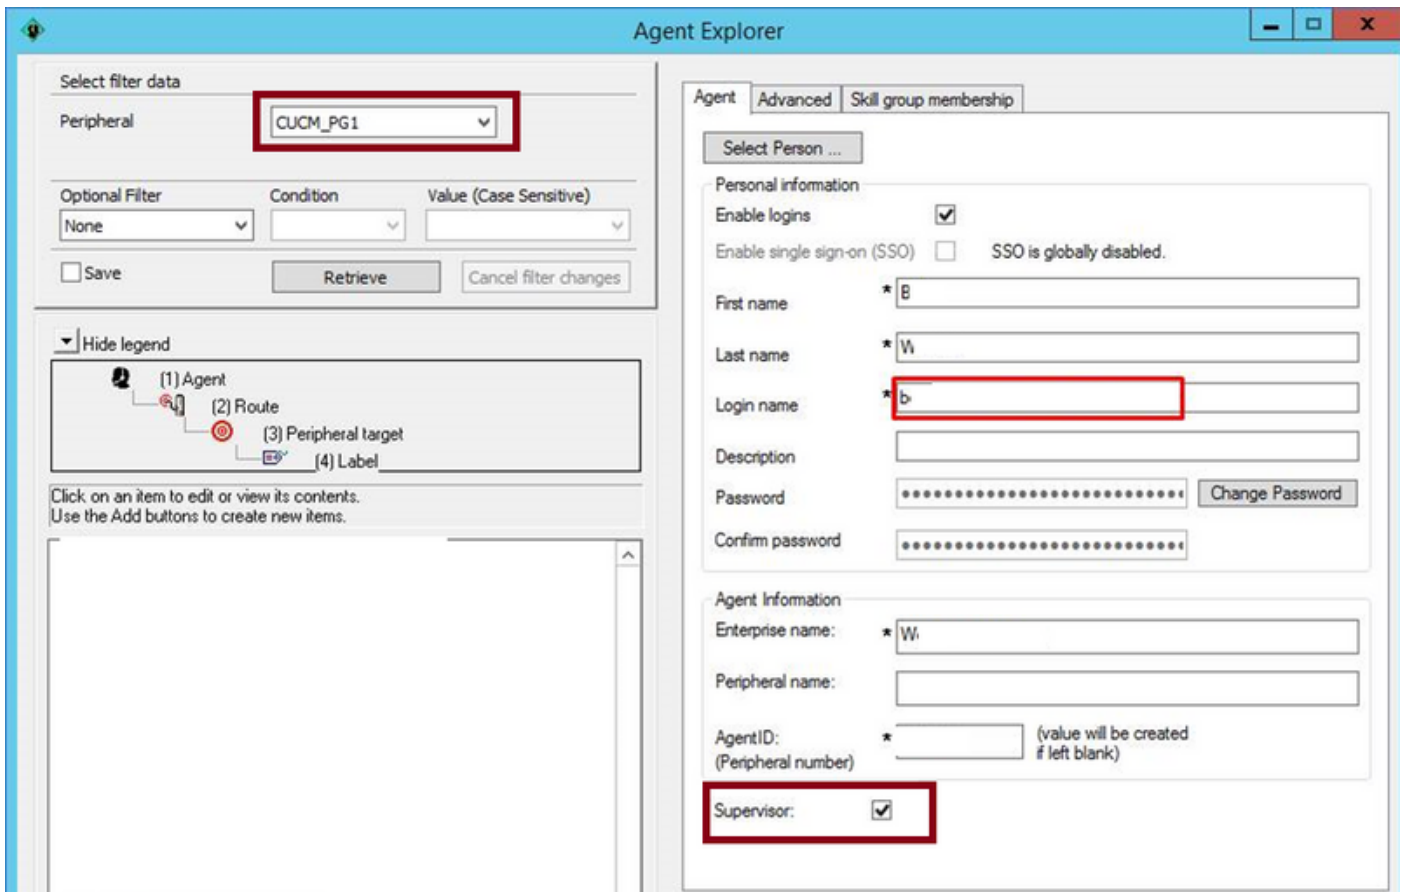 Agent Explorer
Select filter data
Peripheral
CUCM_PG1
Optional Filter Condition Value (Case Sensitive)
None
Save Retrieve Cancel filter changes
Hide legend
(1) Agent
(2) Route
(3) Peripheral target
(4) Label
Click on an item to edit or view its contents.
Use the Add buttons to create new items.
Agent Advanced Skill group membership
Select Person ...
Personal information
Enable logins
Enable single sign-on (SSO) SSO is globally disabled.
First name * B
Last name * W
Login name * b
Description
Password Change Password
Confirm password
Agent Information
Enterprise name: * W
Peripheral name:
AgentID: * (value will be created
(Peripheral number) if left blank)
Supervisor: